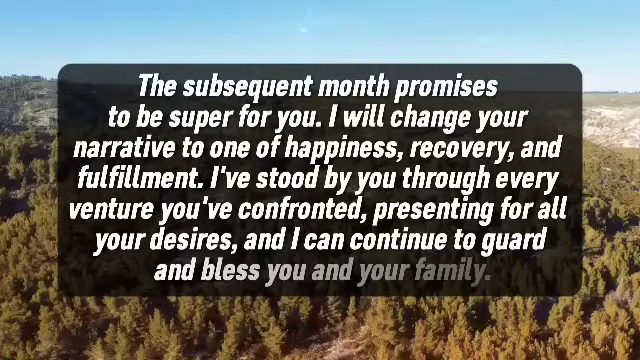 The subsequent month promises
to be super for you. I will change your
narrative to one of happiness, recovery, and
fulfillment. I've stood by you through every
venture you've confronted, presenting for all
your desires, and I can continue to guard
and bless you and your family.